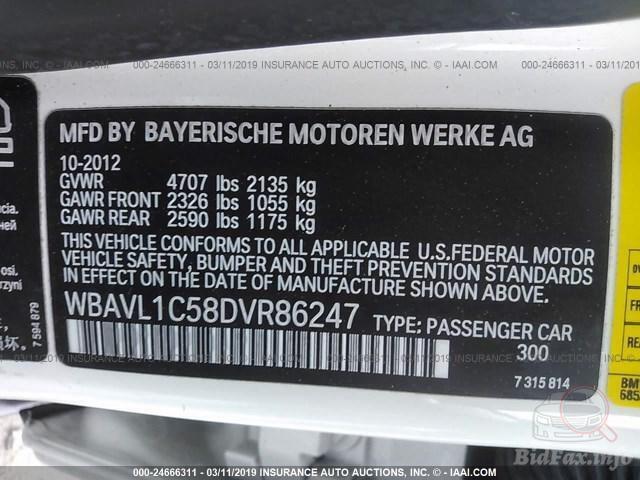 000-24666311 - 03/11/2019 INSURANCE AUTO AUCTIONS, INC. - IAAI.COM
MFD BY BAYERISCHE MOTOREN WERKE AG
10-2012
GVWR 4707 lbs 2135 kg
GAWR FRONT 2326 lbs 1055 kg
GAWR REAR 2590 lbs 1175 kg
THIS VEHICLE CONFORMS TO ALL APPLICABLE U.S.FEDERAL MOTOR
VEHICLE SAFETY, BUMPER AND THEFT PREVENTION STANDARDS
IN EFFECT ON THE DATE OF MANUFACTURE SHOWN ABOVE.
WBAVL1C58DVR86247 TYPE: PASSENGER CAR
300
7 315 814
7 594 879
BidFax.info
000-24666311 - 03/11/2019 INSURANCE AUTO AUCTIONS, INC. - IAAI.COM